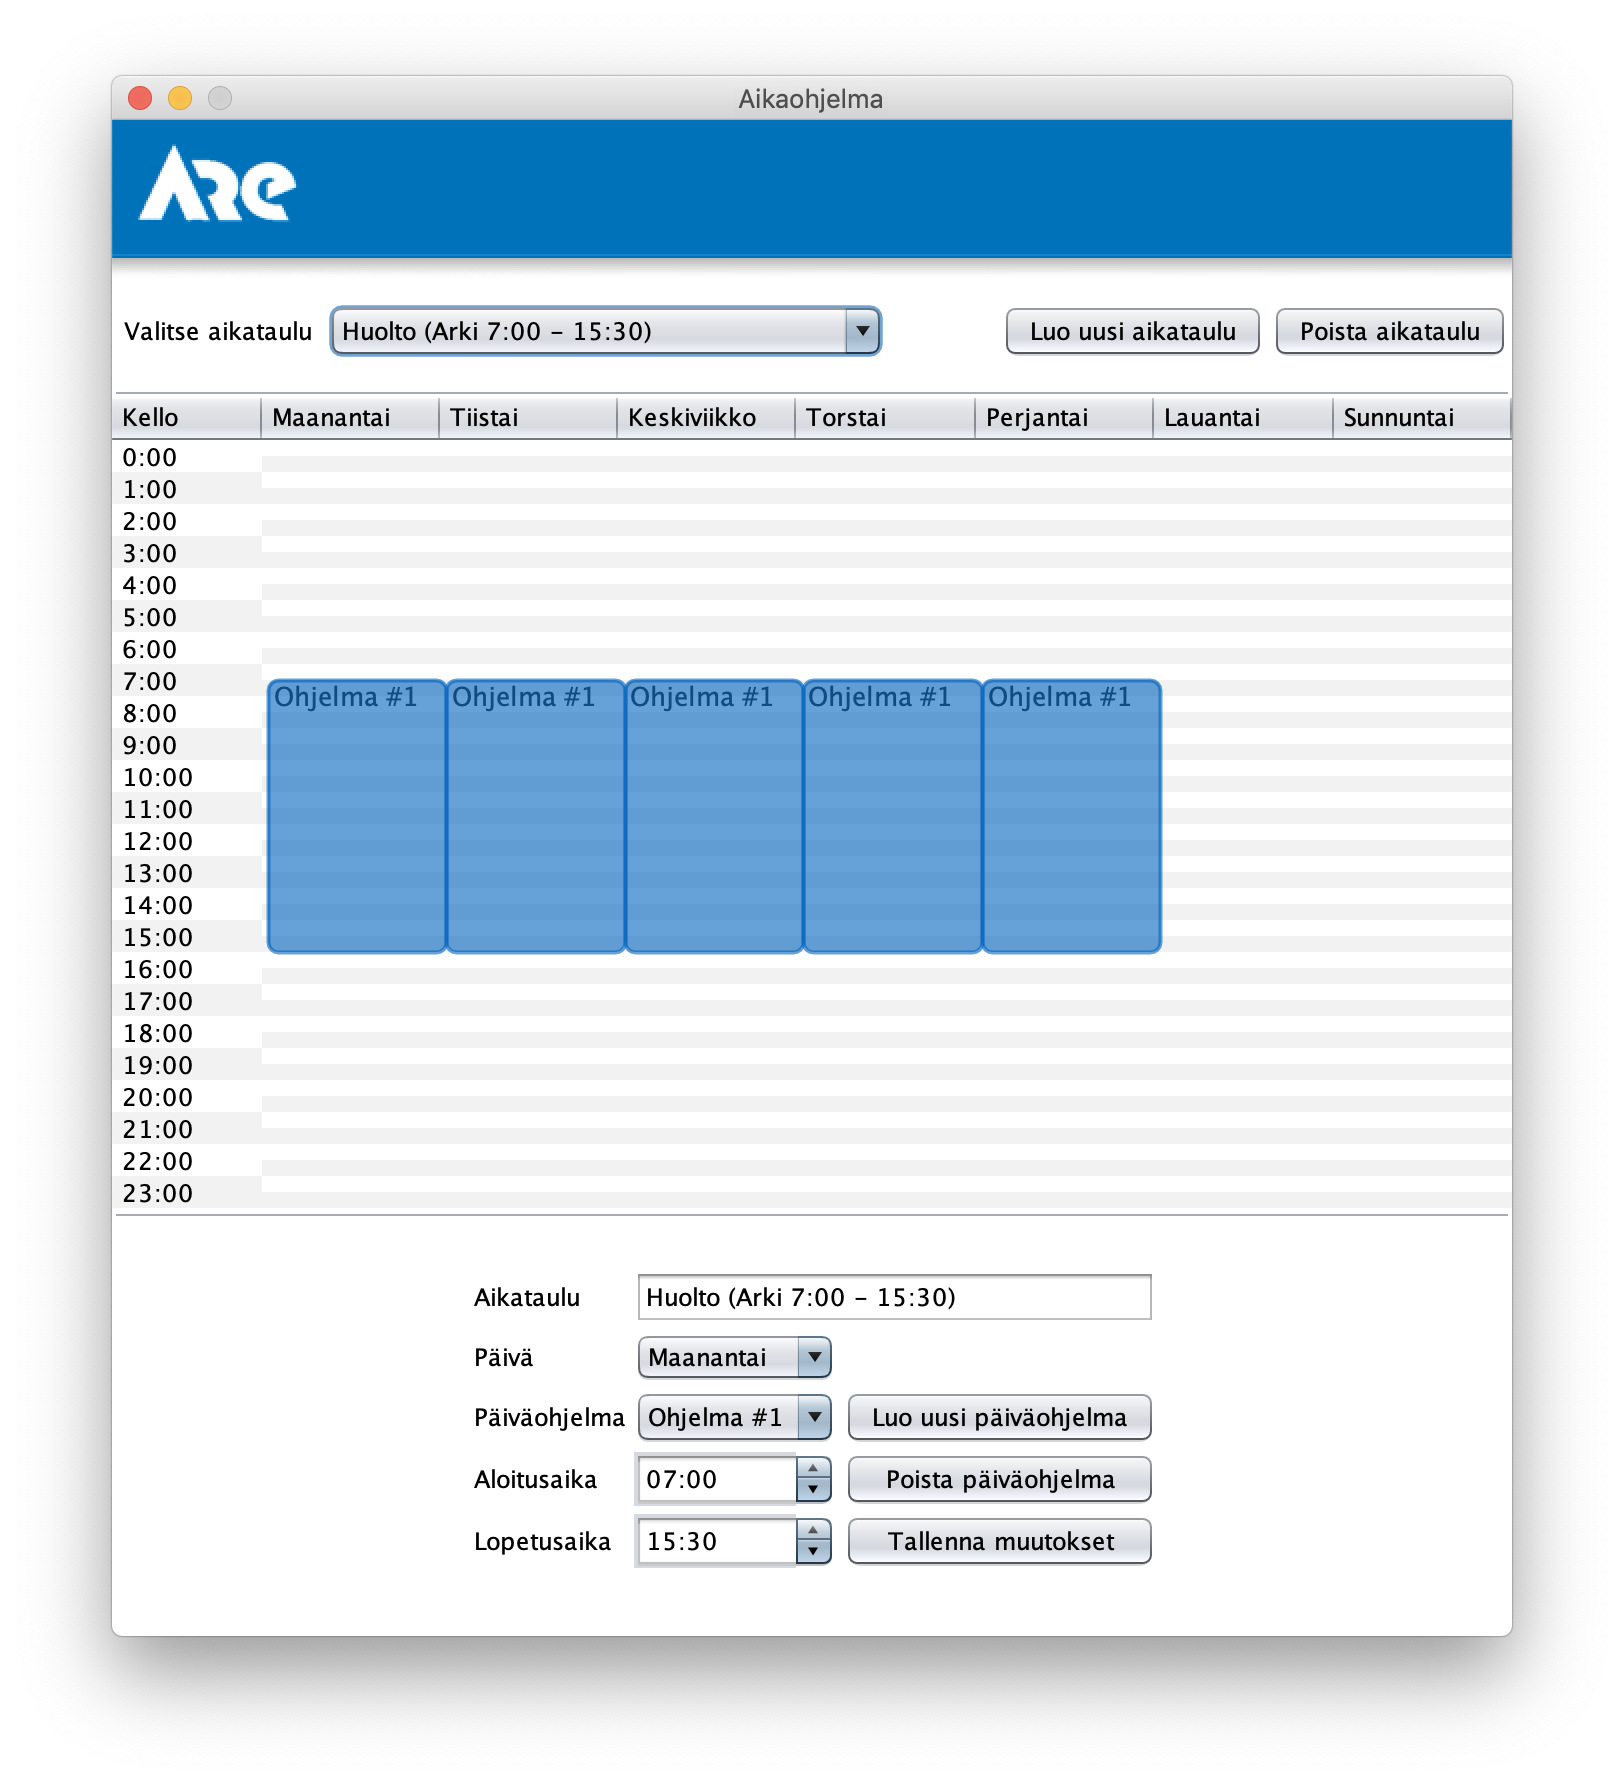 Aikaohjelma
Are
Valitse aikataulu Huolto (Arki 7:00 - 15:30) Luo uusi aikataulu Poista aikataulu
Kello Maanantai Tiistai Keskiviikko Torstai Perjantai Lauantai Sunnuntai
0:00
1:00
2:00
3:00
4:00
5:00
6:00
7:00
Ohjelma #1 Ohjelma #1 Ohjelma #1 Ohjelma #1 Ohjelma #1
8:00
9:00
10:00
11:00
12:00
13:00
14:00
15:00
16:00
17:00
18:00
19:00
20:00
21:00
22:00
23:00
Aikataulu Huolto (Arki 7:00 - 15:30)
Päivä Maanantai
Päiväohjelma Ohjelma #1 Luo uusi päiväohjelma
Aloitusaika 07:00 Poista päiväohjelma
Lopetusaika 15:30 Tallenna muutokset